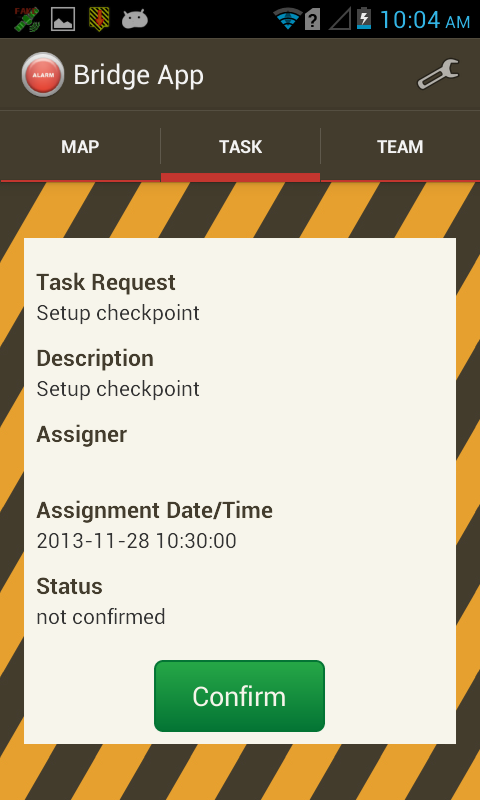 FAKE
10:04 AM
ALARM
Bridge App
MAP
TASK
TEAM
Task Request
Setup checkpoint
Description
Setup checkpoint
Assigner
Assignment Date/Time
2013-11-28 10:30:00
Status
not confirmed
Confirm